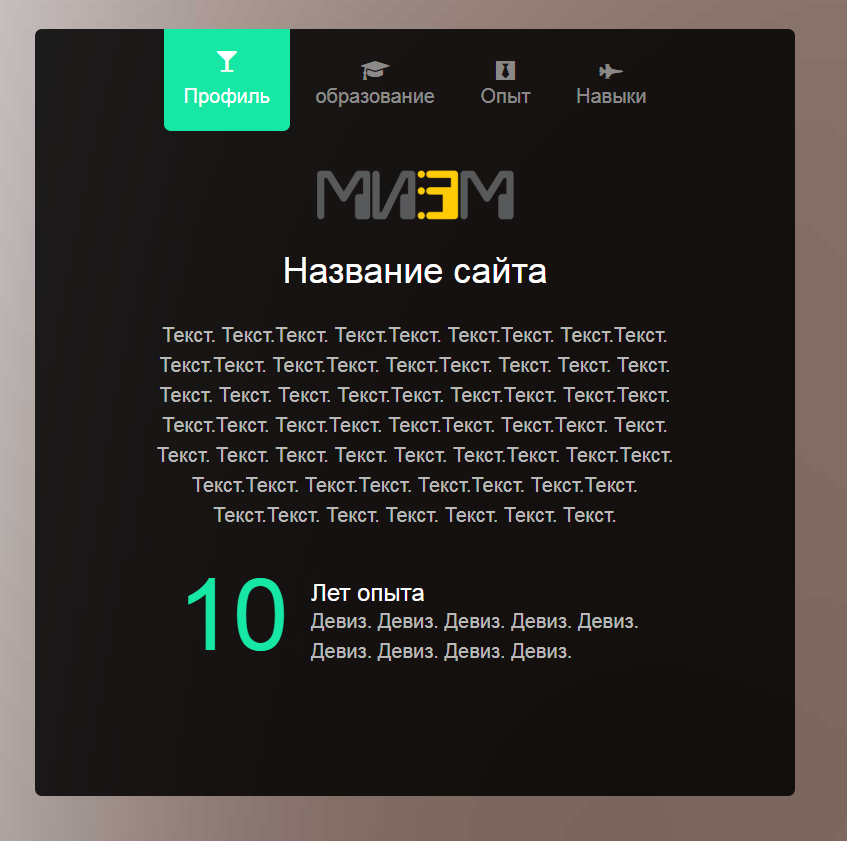 Профиль
образование
Опыт
Навыки
МИЭМ
Название сайта
Текст. Текст.Текст. Текст.Текст. Текст.Текст. Текст.Текст.
Текст.Текст. Текст.Текст. Текст.Текст. Текст. Текст. Текст.
Текст. Текст. Текст. Текст.Текст. Текст.Текст. Текст.Текст.
Текст.Текст. Текст.Текст. Текст.Текст. Текст.Текст. Текст.
Текст. Текст. Текст. Текст. Текст. Текст.Текст. Текст.Текст.
Текст.Текст. Текст.Текст. Текст.Текст. Текст.Текст.
Текст.Текст. Текст. Текст. Текст. Текст. Текст.
10
Лет опыта
Девиз. Девиз. Девиз. Девиз. Девиз.
Девиз. Девиз. Девиз. Девиз.